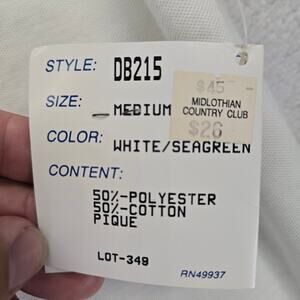 STYLE: DB215
$45
SIZE: MEDIUM
MIDLOTHIAN
COUNTRY CLUB
$26
COLOR: WHITE/SEAGREEN
CONTENT:
50%-POLYESTER
50%-COTTON
PIQUE
LOT-349
RN49937